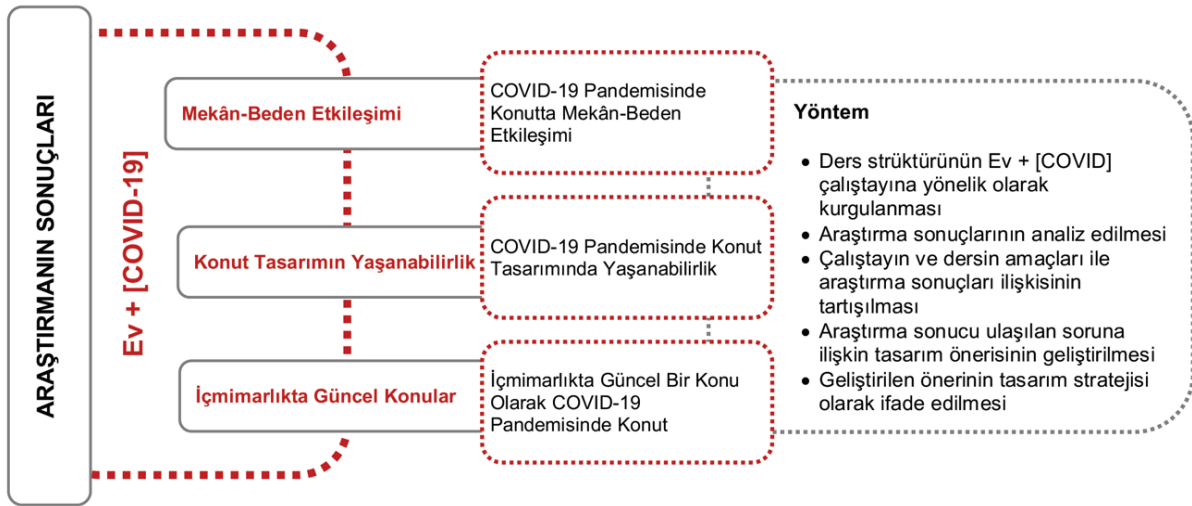 ARAŞTIRMANIN SONUÇLARI
Ev + [COVID-19]
Mekân-Beden Etkileşimi
COVID-19 Pandemisinde
Konutta Mekân-Beden
Etkileşimi
Konut Tasarımın Yaşanabilirlik
COVID-19 Pandemisinde Konut
Tasarımında Yaşanabilirlik
İçmimarlıkta Güncel Konular
İçmimarlıkta Güncel Bir Konu
Olarak COVID-19
Pandemisinde Konut
Yöntem
• Ders strüktürünün Ev + [COVID]
çalıştayına yönelik olarak
kurgulanması
• Araştırma sonuçlarının analiz edilmesi
• Çalıştayın ve dersin amaçları ile
araştırma sonuçları ilişkisinin
tartışılması
• Araştırma sonucu ulaşılan soruna
ilişkin tasarım önerisinin geliştirilmesi
• Geliştirilen önerinin tasarım stratejisi
olarak ifade edilmesi